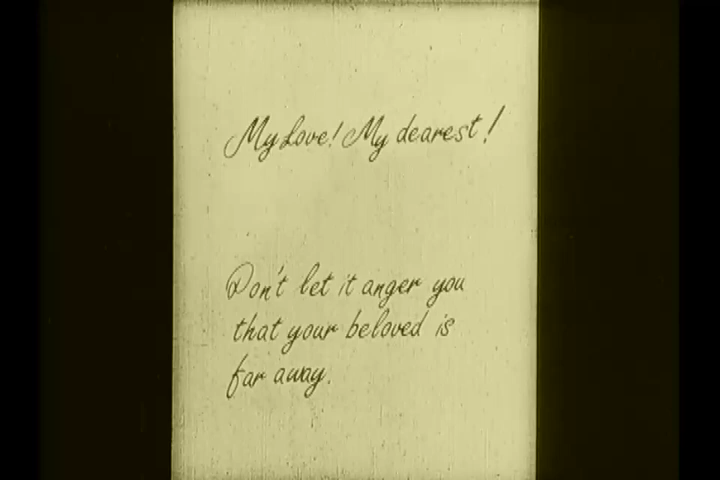 My Love! My dearest!
Don't let it anger you
that your beloved is
far away.